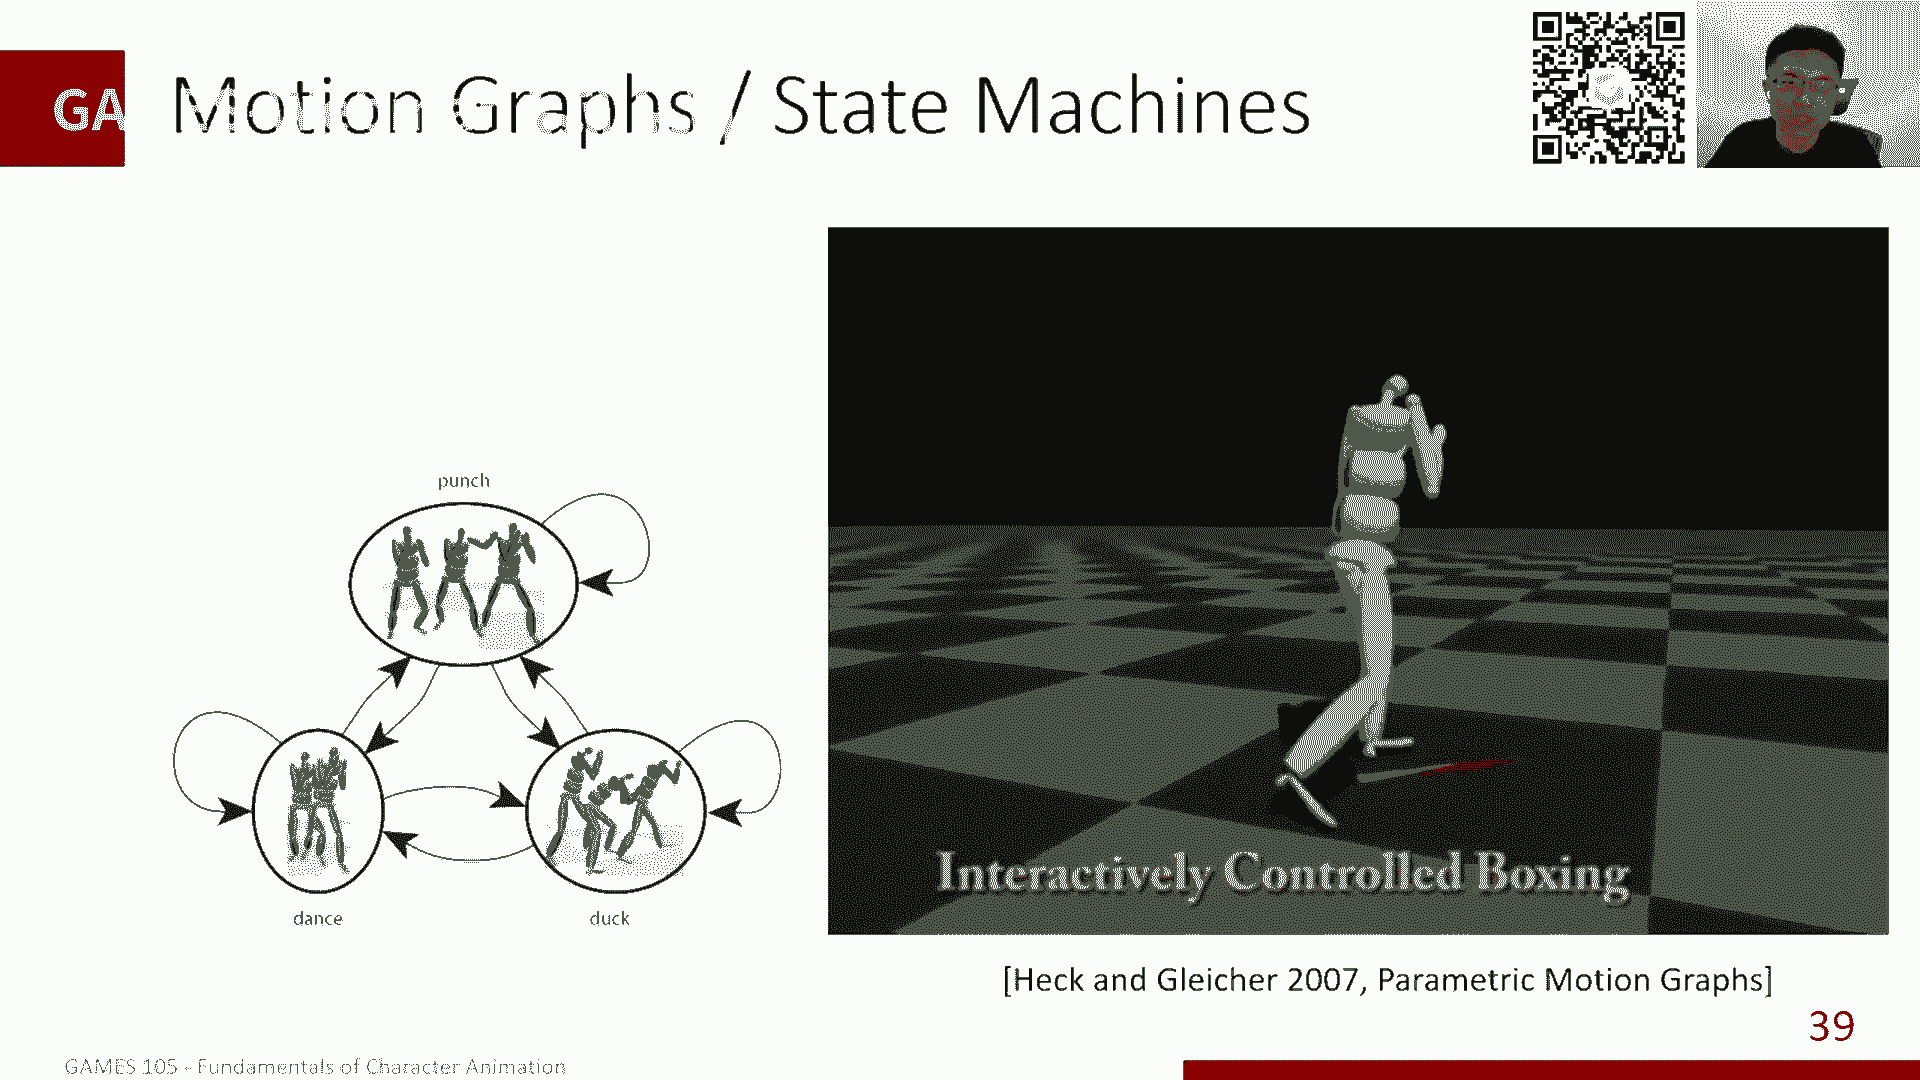 GA
Motion Graphs / State Machines
punch
dance
duck
Interactively Controlled Boxing
[Heck and Gleicher 2007, Parametric Motion Graphs]
39
GAMES 105 - Fundamentals of Character Animation